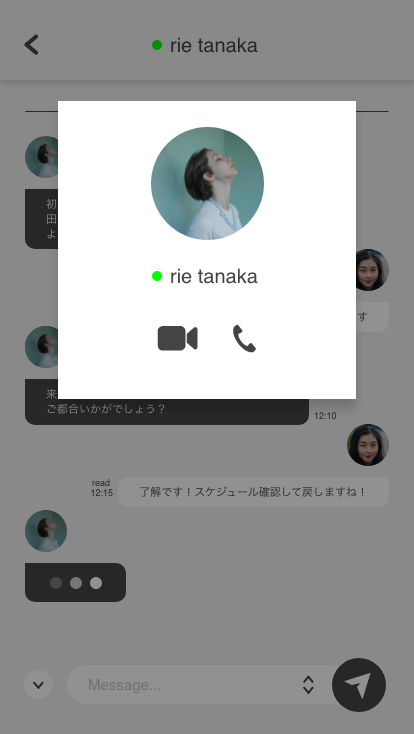 rie tanaka
初
田
よ
rie tanaka
す
来
ご都合いかがでしょう？
12:10
read
12:15
了解です！スケジュール確認して戻しますね！
Message...